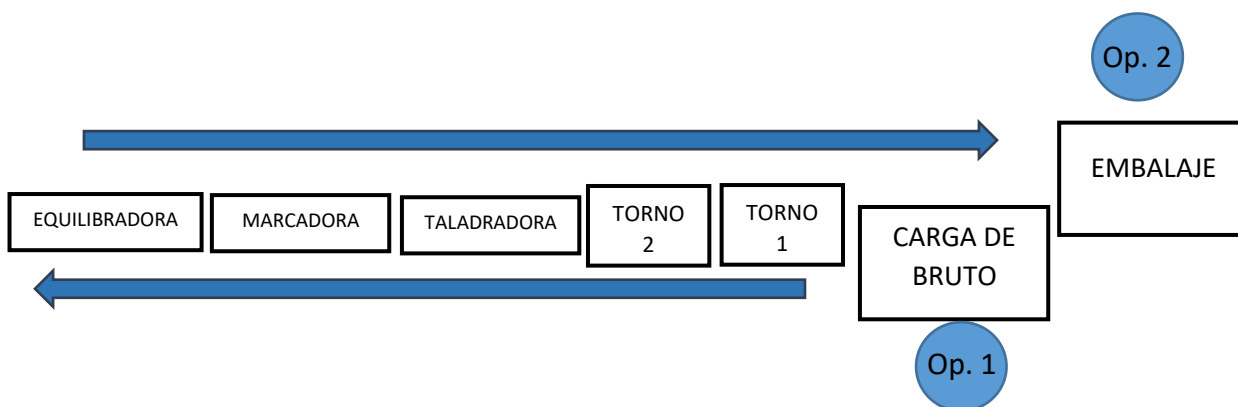 Op. 2
EMBALAJE
EQUILIBRADORA
MARCADORA
TALADRADORA
TORNO
2
TORNO
1
CARGA DE
BRUTO
Op. 1